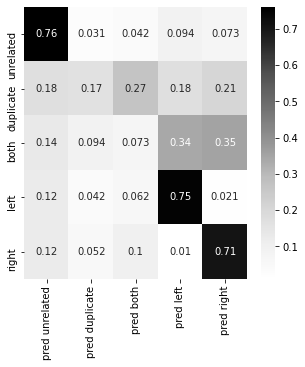 unrelated 0.76 0.031 0.042 0.094 0.073
duplicate 0.18 0.17 0.27 0.18 0.21
both 0.14 0.094 0.073 0.34 0.35
left 0.12 0.042 0.062 0.75 0.021
right 0.12 0.052 0.1 0.01 0.71
pred unrelated
pred duplicate
pred both
pred left
pred right
0.7
0.6
0.5
0.4
0.3
0.2
0.1